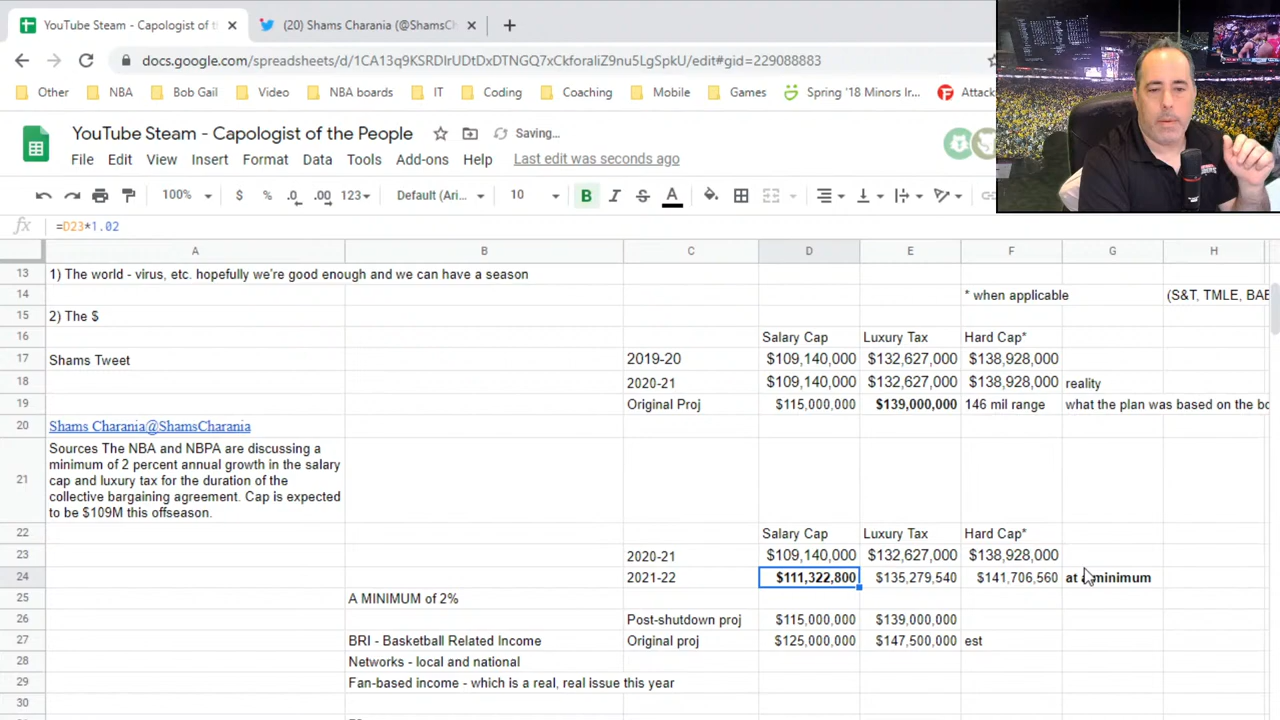 YouTube Steam - Capologist of t
(20) Shams Charania (@ShamsC
docs.google.com/spreadsheets/d/1CA13q9KSRDIrUDtDxDTNGQ7xCkforaliZ9nu5LgSpkU/edit#gid=229088883
Other NBA Bob Gail Video NBA boards IT Coding Coaching Mobile Games Spring '18 Minors Ir... Attack
YouTube Steam - Capologist of the People Saving...
File Edit View Insert Format Data Tools Add-ons Help Last edit was seconds ago
100% $ % .0 .00 123 Default (Ari... 10 B I S A
fx =D23*1.02
A B C D E F G H
13 1) The world - virus, etc. hopefully we're good enough and we can have a season
14 * when applicable (S&T, TMLE, BAE
15 2) The $
16 Salary Cap Luxury Tax Hard Cap*
17 Shams Tweet 2019-20 $109,140,000 $132,627,000 $138,928,000
18 2020-21 $109,140,000 $132,627,000 $138,928,000 reality
19 Original Proj $115,000,000 $139,000,000 146 mil range what the plan was based on the bo
20 Shams Charania@ShamsCharania
21 Sources The NBA and NBPA are discussing a
minimum of 2 percent annual growth in the salary
cap and luxury tax for the duration of the
collective bargaining agreement. Cap is expected
to be $109M this offseason.
22 Salary Cap Luxury Tax Hard Cap*
23 2020-21 $109,140,000 $132,627,000 $138,928,000
24 2021-22 $111,322,800 $135,279,540 $141,706,560 at minimum
25 A MINIMUM of 2%
26 Post-shutdown proj $115,000,000 $139,000,000
27 BRI - Basketball Related Income Original proj $125,000,000 $147,500,000 est
28 Networks - local and national
29 Fan-based income - which is a real, real issue this year
30